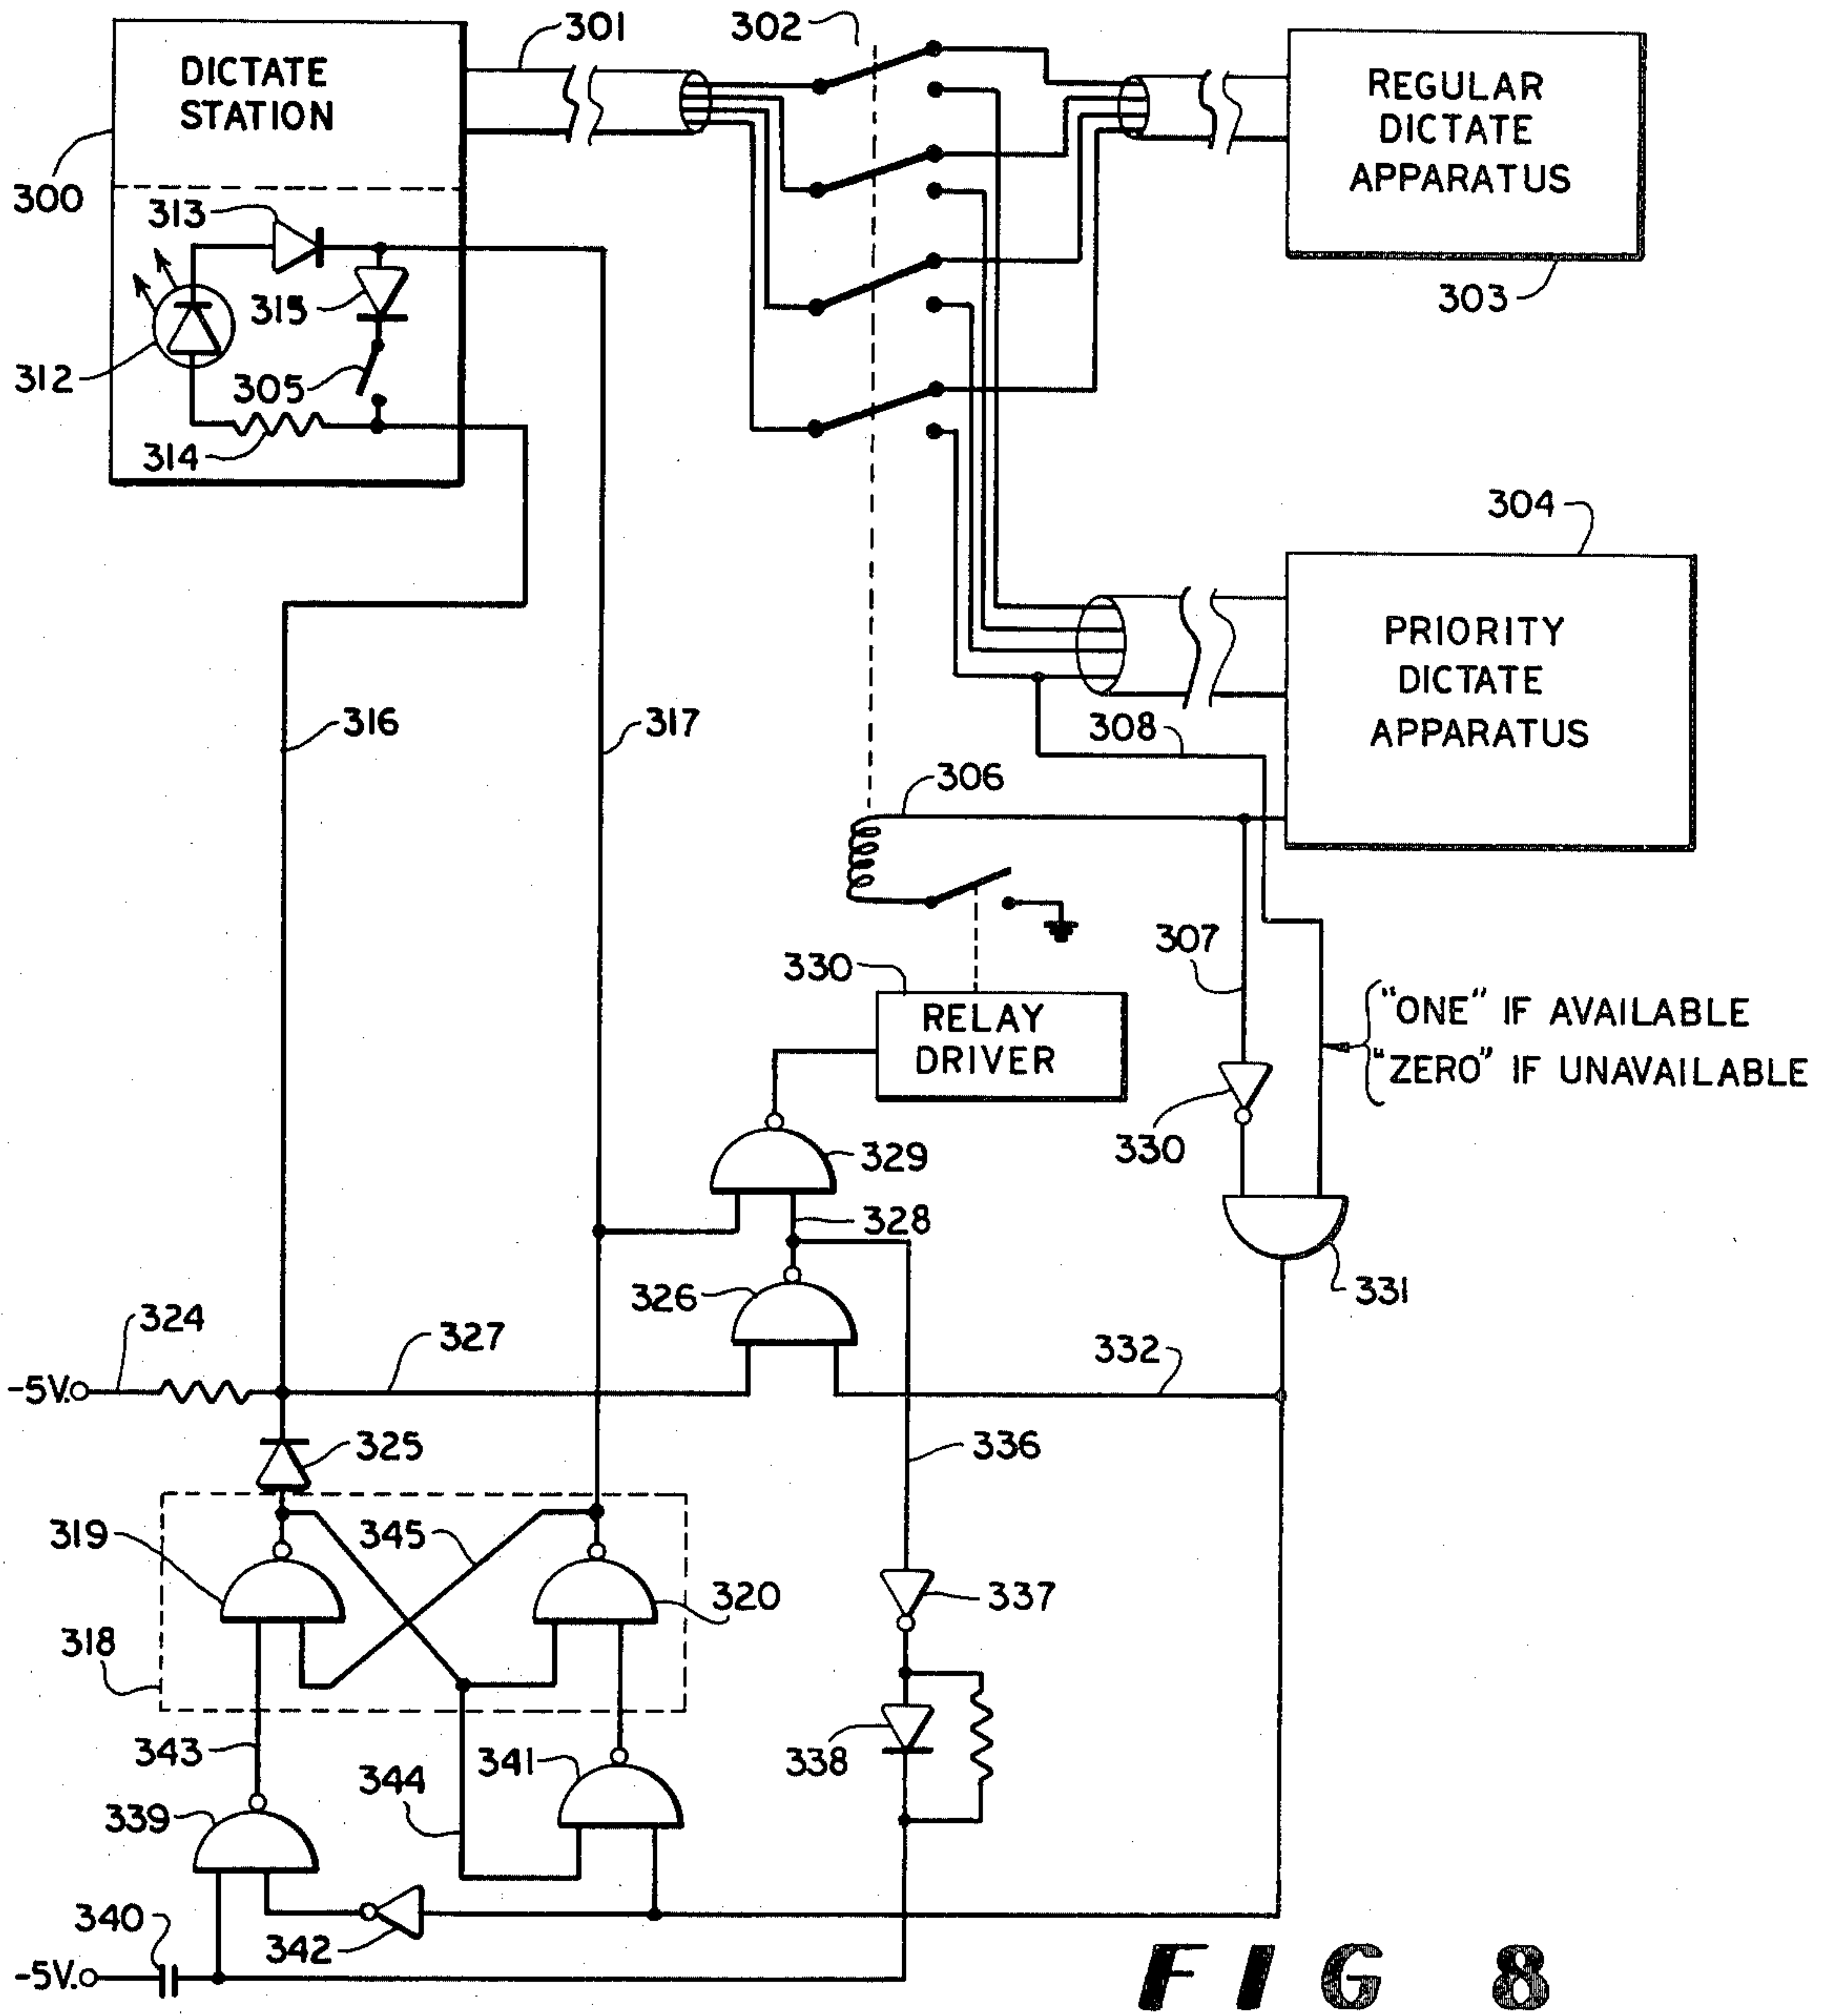 301
302
DICTATE
STATION
REGULAR
DICTATE
APPARATUS
300
313
303
315
312
305
314
304
PRIORITY
DICTATE
APPARATUS
316
317
308
306
307
330
"ONE" IF AVAILABLE
"ZERO" IF UNAVAILABLE
RELAY
DRIVER
330
329
328
326
331
324
327
332
-5V.
325
336
319
345
337
320
318
343
341
338
344
339
340
342
-5V.
FIG 8